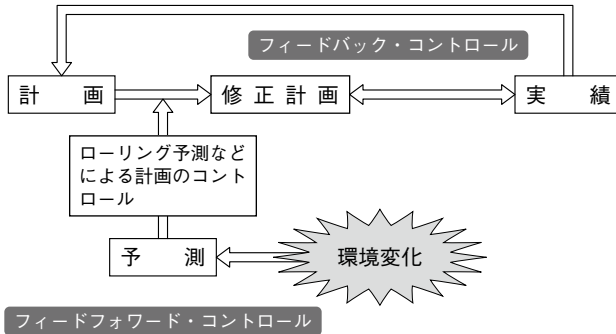 フィードバック・コントロール
計画
修正計画
実績
ローリング予測など
による計画のコント
ロール
予測
環境変化
フィードフォワード・コントロール